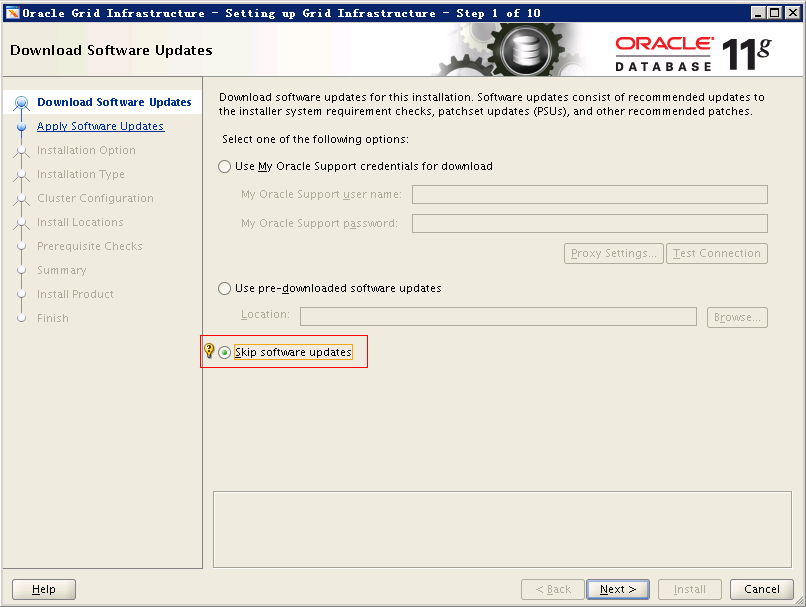 Oracle Grid Infrastructure - Setting up Grid Infrastructure - Step 1 of 10
Download Software Updates
ORACLE
DATABASE 11g
Download Software Updates
Apply Software Updates
Installation Option
Installation Type
Cluster Configuration
Install Locations
Prerequisite Checks
Summary
Install Product
Finish
Download software updates for this installation. Software updates consist of recommended updates to
the installer system requirement checks, patchset updates (PSUs), and other recommended patches.
Select one of the following options:
Use My Oracle Support credentials for download
My Oracle Support user name:
My Oracle Support password:
Proxy Settings... Test Connection
Use pre-downloaded software updates
Location: Browse...
Skip software updates
Help < Back Next > Install Cancel